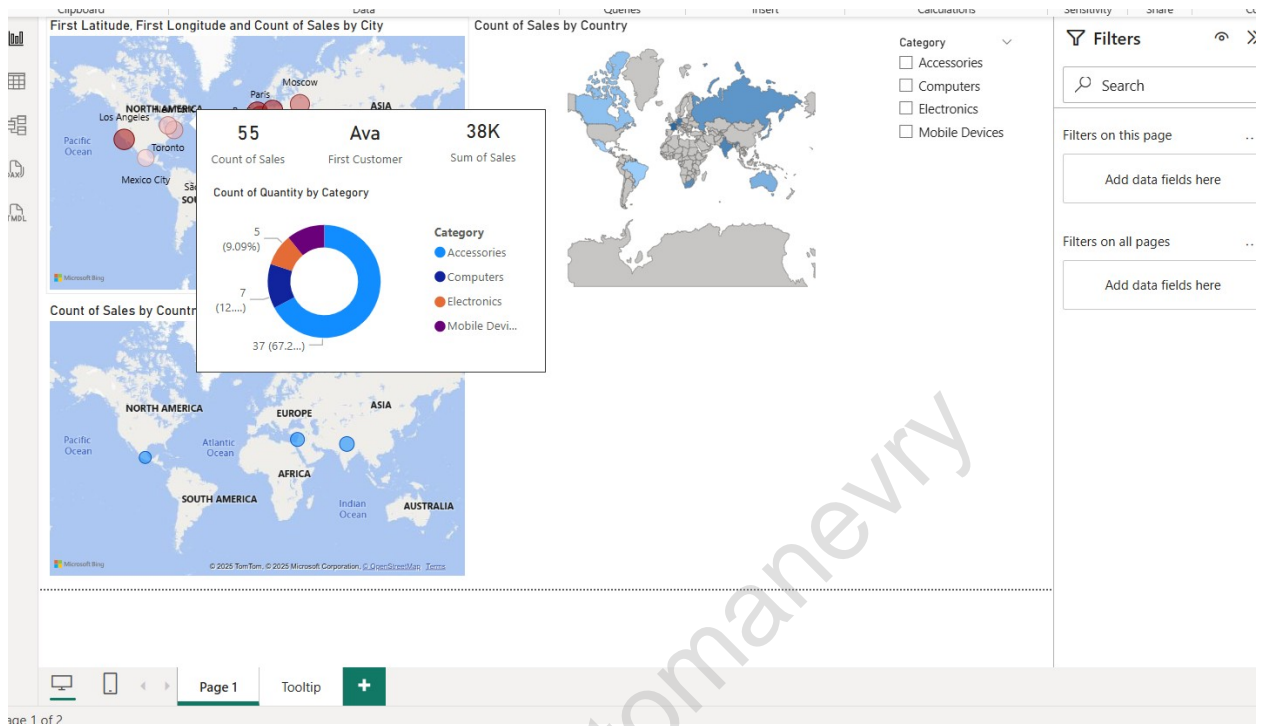 Clipboard Data Queries Insert Calculations Sensitivity Share
First Latitude, First Longitude and Count of Sales by City
Count of Sales by Country
Category
Accessories
Computers
Electronics
Mobile Devices
Filters
Search
Filters on this page
Add data fields here
Filters on all pages
Add data fields here
Moscow
Paris
NORTH AMERICA
ASIA
Los Angeles
Pacific
Ocean
Toronto
Mexico City
Microsoft Bing
55
Count of Sales
Ava
First Customer
38K
Sum of Sales
Count of Quantity by Category
5
(9.09%)
7
(12....)
37 (67.2...)
Category
Accessories
Computers
Electronics
Mobile Devi...
Count of Sales by Countr
NORTH AMERICA
EUROPE
ASIA
Pacific
Ocean
Atlantic
Ocean
AFRICA
SOUTH AMERICA
Indian
Ocean
AUSTRALIA
Microsoft Bing
© 2025 TomTom, © 2025 Microsoft Corporation, © OpenStreetMap Terms
Page 1
Tooltip
age 1 of 2
tomanevry